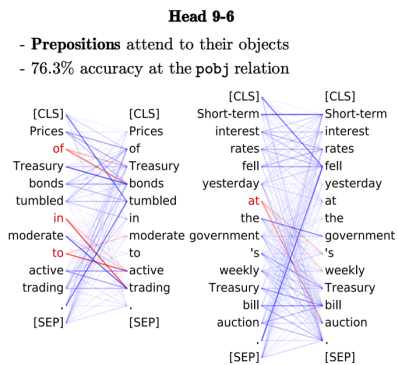 Head 9-6
- Prepositions attend to their objects
- 76.3% accuracy at the pobj relation
[CLS] [CLS]
Prices Prices
of of
Treasury Treasury
bonds bonds
tumbled tumbled
in in
moderate moderate
to to
active active
trading trading
. .
[SEP] [SEP]
[CLS] [CLS]
Short-term Short-term
interest interest
rates rates
fell fell
yesterday yesterday
at at
the the
government government
's 's
weekly weekly
Treasury Treasury
bill bill
auction auction
. .
[SEP] [SEP]